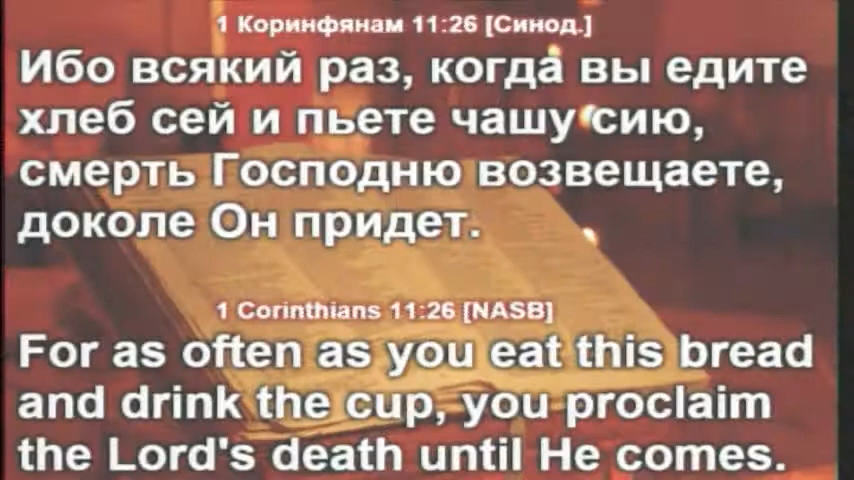 1 Коринфянам 11:26 [Синод.]
Ибо всякий раз, когда вы едите
хлеб сей и пьете чашу сию,
смерть Господню возвещаете,
доколе Он придет.
1 Corinthians 11:26 [NASB]
For as often as you eat this bread
and drink the cup, you proclaim
the Lord's death until He comes.